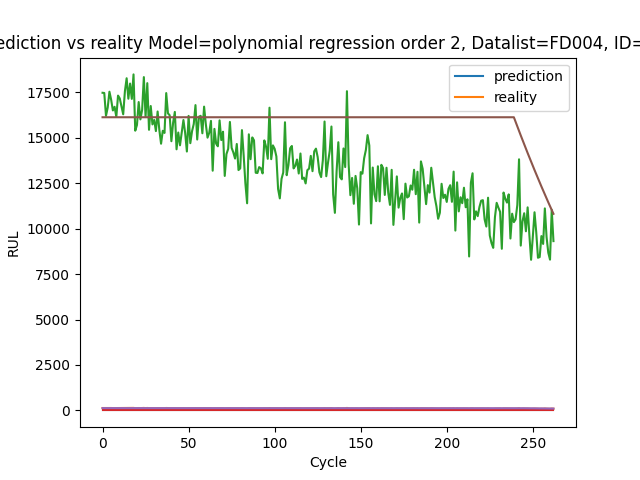 ediction vs reality Model=polynomial regression order 2, Datalist=FD004, ID=
prediction
reality
17500
15000
12500
10000
7500
5000
2500
0
RUL
0 50 100 150 200 250
Cycle